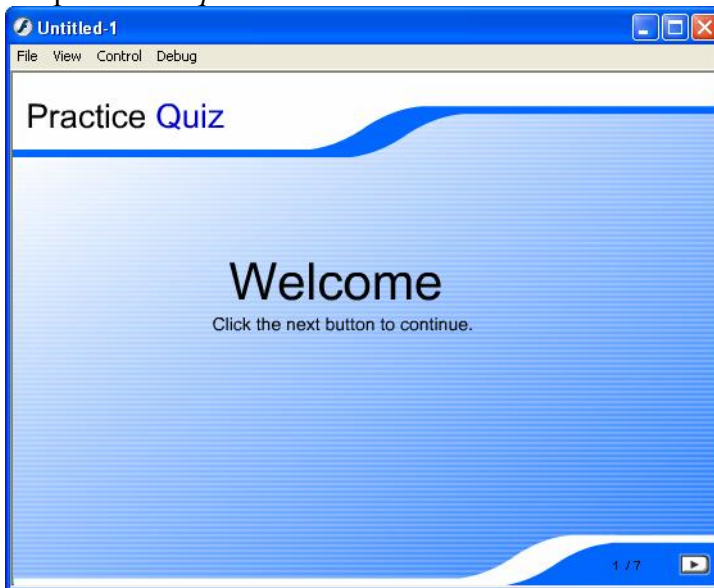 Untitled-1
File View Control Debug
Practice Quiz
Welcome
Click the next button to continue.
1 / 7